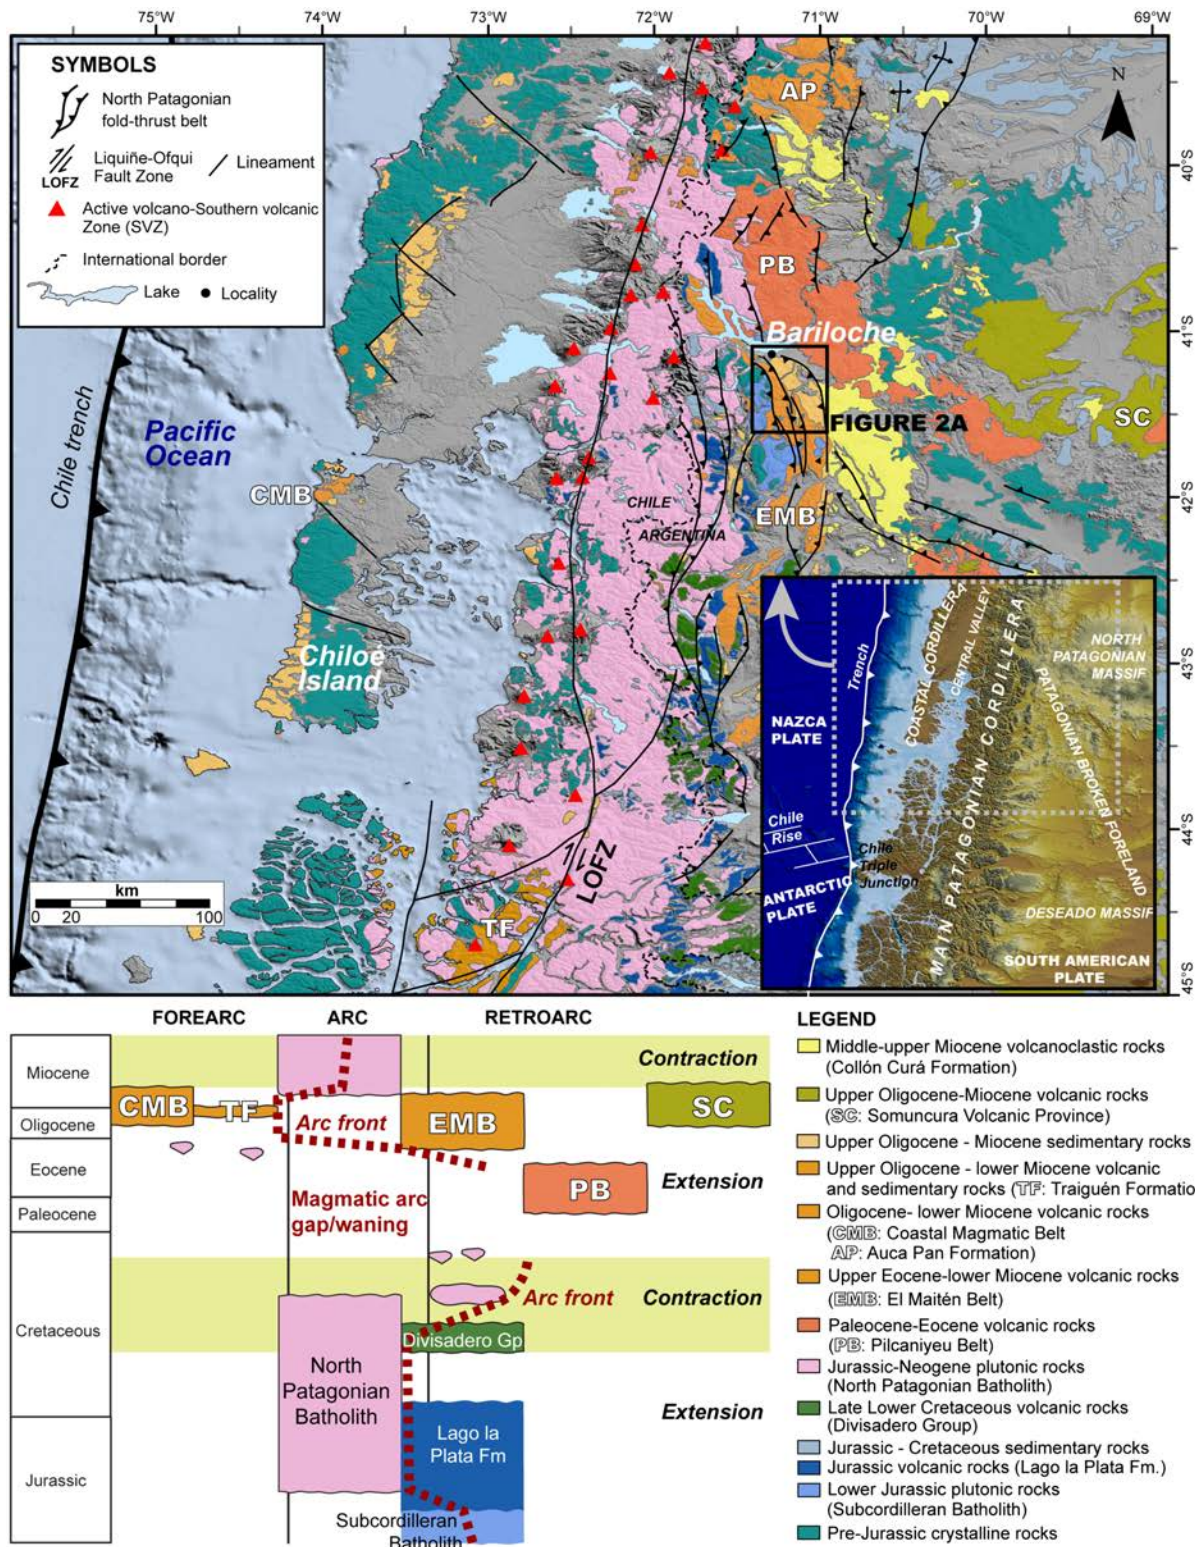 75°W 74°W 73°W 72°W 71°W 70°W 69°W
SYMBOLS
North Patagonian
fold-thrust belt
Liquiñe-Ofqui
Fault Zone
LOFZ
Lineament
Active volcano-Southern volcanic
Zone (SVZ)
International border
Lake
Locality
N
AP
PB
Bariloche
FIGURE 2A
SC
EMB
CMB
Chile trench
Pacific
Ocean
CHILE
ARGENTINA
Chiloé
Island
LOFZ
TF
km
0 20 100
40°S
41°S
42°S
43°S
44°S
45°S
Trench
COASTAL CORDILLERA
CENTRAL VALLEY
MAIN PATAGONTIAN CORDILLERA
NORTH
PATAGONIAN
MASSIF
PATAGONIAN BROKEN FORELAND
NAZCA
PLATE
Chile
Rise
Chile
Triple
Junction
ANTARCTIC
PLATE
DESEADO MASSIF
SOUTH AMERICAN
PLATE
FOREARC ARC RETROARC
Miocene
Oligocene
Eocene
Paleocene
Cretaceous
Jurassic
Contraction
CMB
TF
Arc front
EMB
SC
PB
Extension
Magmatic arc
gap/waning
Arc front
Contraction
Divisadero Gp
North
Patagonian
Batholith
Extension
Lago la
Plata Fm
Subcordilleran
Batholith
LEGEND
Middle-upper Miocene volcanoclastic rocks
(Collón Curá Formation)
Upper Oligocene-Miocene volcanic rocks
(SC: Somuncura Volcanic Province)
Upper Oligocene - Miocene sedimentary rocks
Upper Oligocene - lower Miocene volcanic
and sedimentary rocks (TF: Traiguén Formatio
Oligocene- lower Miocene volcanic rocks
(CMB: Coastal Magmatic Belt
AP: Auca Pan Formation)
Upper Eocene-lower Miocene volcanic rocks
(EMB: El Maitén Belt)
Paleocene-Eocene volcanic rocks
(PB: Pilcaniyeu Belt)
Jurassic-Neogene plutonic rocks
(North Patagonian Batholith)
Late Lower Cretaceous volcanic rocks
(Divisadero Group)
Jurassic - Cretaceous sedimentary rocks
Jurassic volcanic rocks (Lago la Plata Fm.)
Lower Jurassic plutonic rocks
(Subcordilleran Batholith)
Pre-Jurassic crystalline rocks